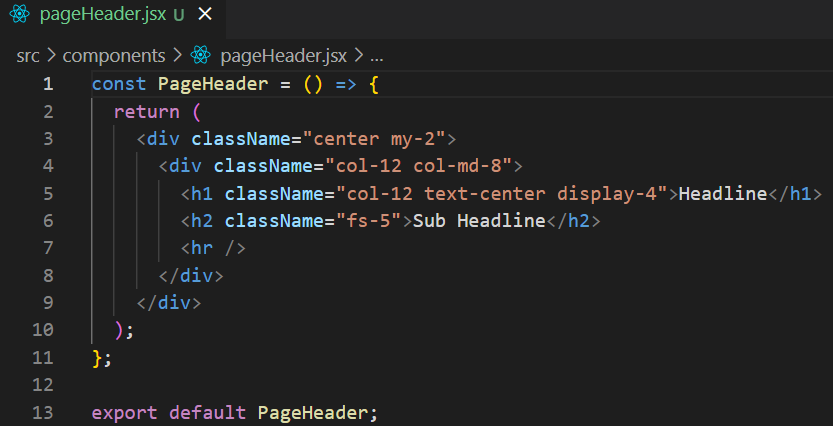 pageHeader.jsx U ×
src > components > pageHeader.jsx > ...
1 const PageHeader = () => {
2   return (
3     <div className="center my-2">
4       <div className="col-12 col-md-8">
5         <h1 className="col-12 text-center display-4">Headline</h1>
6         <h2 className="fs-5">Sub Headline</h2>
7         <hr />
8       </div>
9     </div>
10   );
11 };
12
13 export default PageHeader;